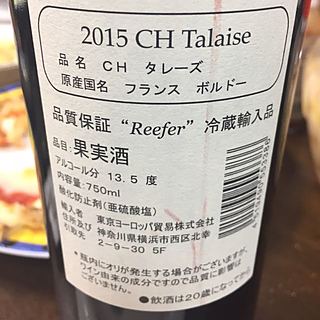 2015 CH Talaise
品 名 CH タレーズ
原産国名 フランス ボルドー
品質保証 “Reefer” 冷蔵輸入品
品目:果実酒
アルコール分 13.5 度
内容量:750ml
酸化防止剤(亜硫酸塩)
輸入者 東京ヨーロッパ貿易株式会社
住所及び 神奈川県横浜市西区北幸
引取先 2-9-30 5F
●瓶内にオリが発生する場合がございますが、
ワイン由来の成分ですので品質に影響は
ございません。
●飲酒は20歳になってから